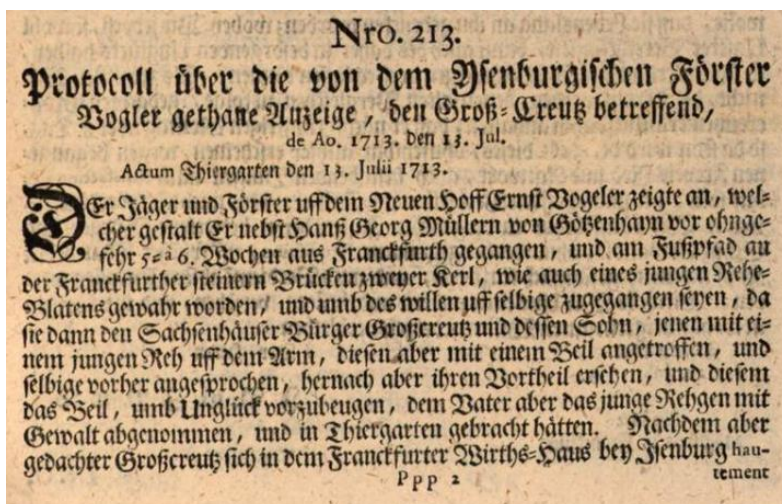 Nro. 213.
Protocoll über die von dem Ysenburgischen Förster
Vogler gethane Anzeige, den Groß-Creutz betreffend,
de Ao. 1713. den 13. Jul.
Actum Thiergarten den 13. Julii 1713.
DEr Jäger und Förster uff dem Neuen Hoff Ernst Vogeler zeigte an, wel-
cher gestalt Er nebst Hanß Georg Müllern von Götzenhayn vor ohnge-
fehr 5-à 6. Wochen aus Franckfurth gegangen, und am Fußpfad an
der Franckfurther steinern Brücken zweyer Kerl, wie auch eines jungen Rehe-
Blatens gewahr worden/ und umb des willen uff selbige zugegangen seyen, da
sie dann den Sachsenhäuser Bürger Großcreutz und dessen Sohn, jenen mit ei-
nem jungen Reh uff dem Arm, diesen aber mit einem Beil angetroffen, und
selbige vorher angesprochen, hernach aber ihren Vortheil ersehen, und diesem
das Beil, umb Unglück vorzubeugen, dem Vater aber das junge Rehgen mit
Gewalt abgenommen, und in Thiergarten gebracht hätten. Nachdem aber
gedachter Großcreutz sich in dem Franckfurter Wirths-Haus bey Isenburg hau-
Ppp 2 tement